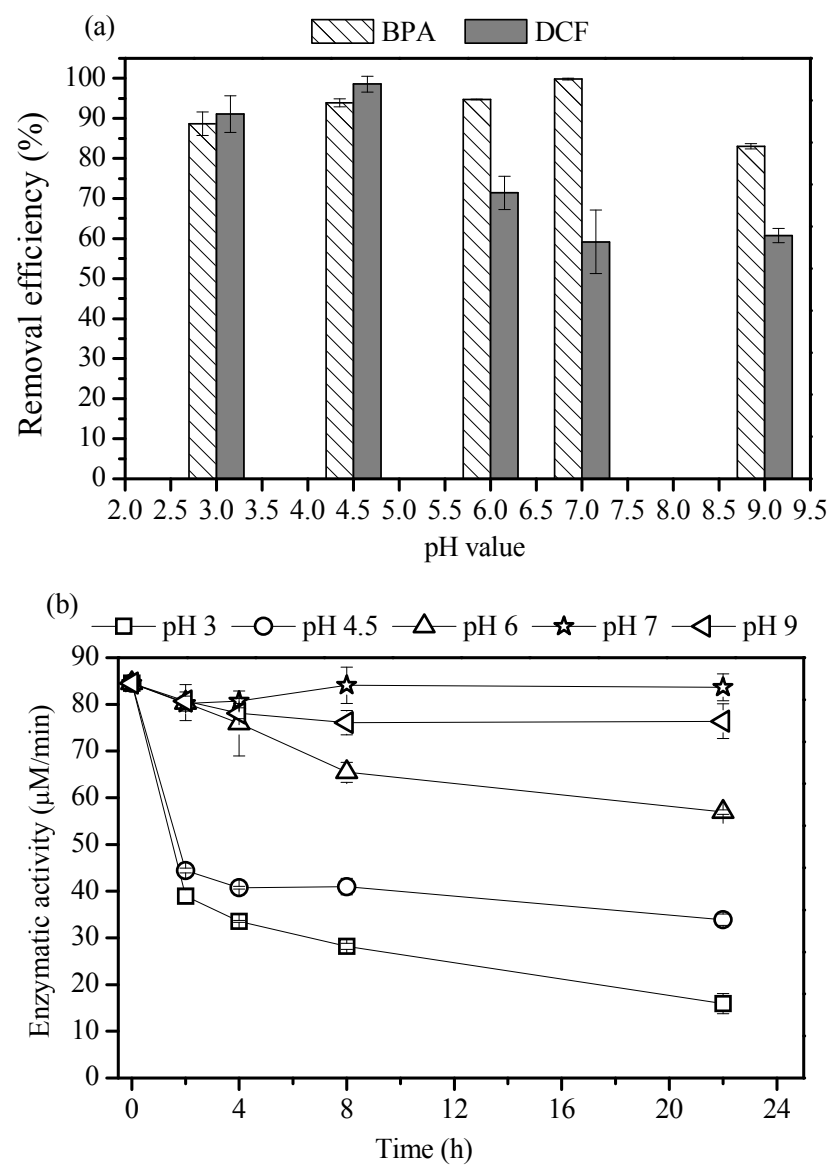 (a)
BPA DCF
Removal efficiency (%)
100
90
80
70
60
50
40
30
20
10
0
2.0 2.5 3.0 3.5 4.0 4.5 5.0 5.5 6.0 6.5 7.0 7.5 8.0 8.5 9.0 9.5
pH value
(b)
pH 3 pH 4.5 pH 6 pH 7 pH 9
Enzymatic activity (μM/min)
90
80
70
60
50
40
30
20
10
0
0 4 8 12 16 20 24
Time (h)